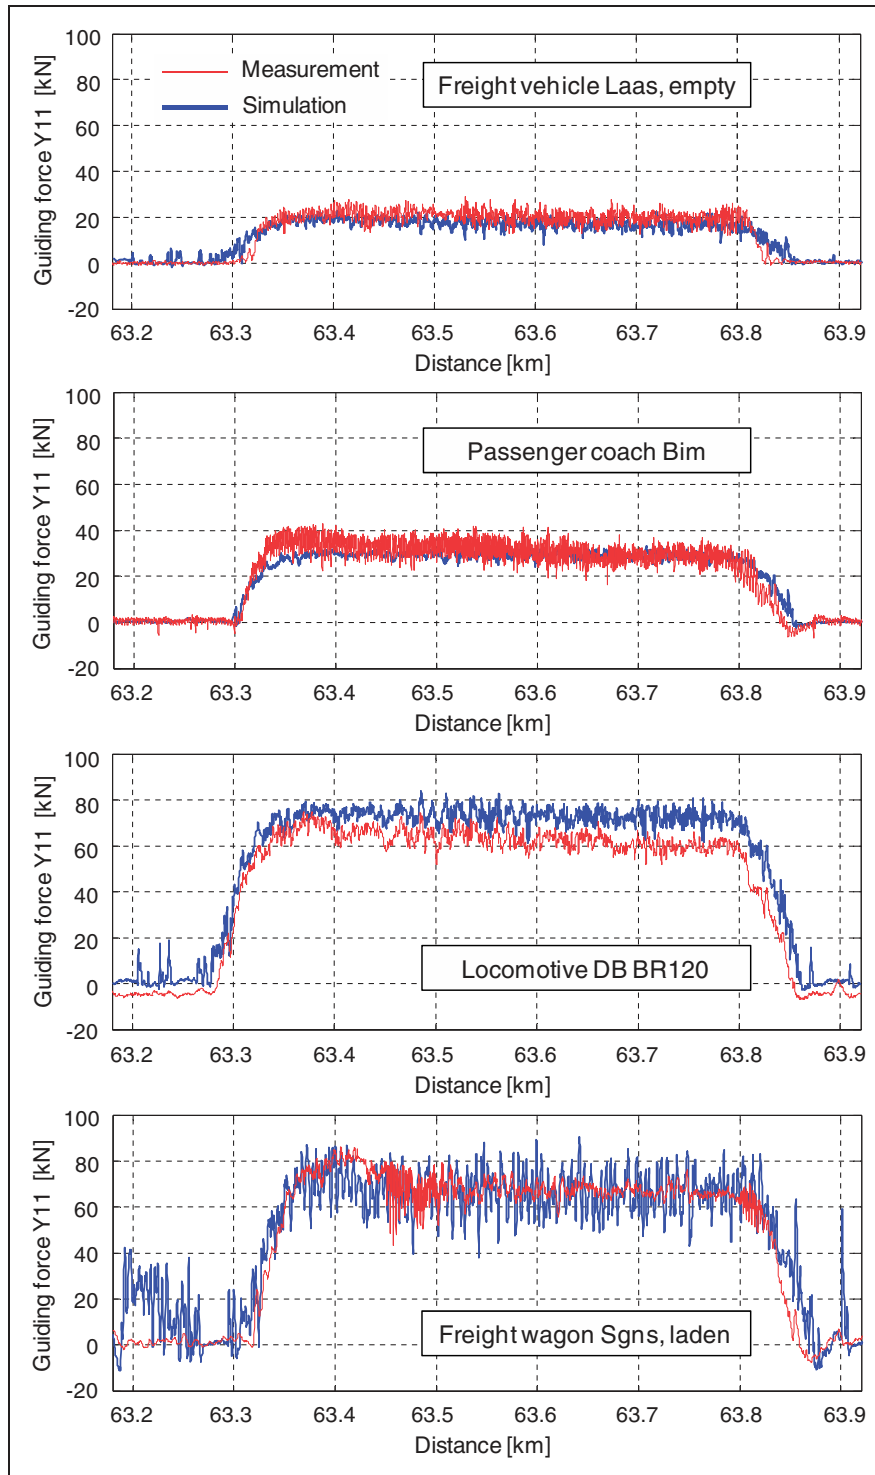 Guiding force Y11 [kN]
100
80
60
40
20
0
-20
Measurement
Simulation
Freight vehicle Laas, empty
63.2 63.3 63.4 63.5 63.6 63.7 63.8 63.9
Distance [km]
Guiding force Y11 [kN]
100
80
60
40
20
0
-20
Passenger coach Bim
63.2 63.3 63.4 63.5 63.6 63.7 63.8 63.9
Distance [km]
Guiding force Y11 [kN]
100
80
60
40
20
0
-20
Locomotive DB BR120
63.2 63.3 63.4 63.5 63.6 63.7 63.8 63.9
Distance [km]
Guiding force Y11 [kN]
100
80
60
40
20
0
-20
Freight wagon Sgns, laden
63.2 63.3 63.4 63.5 63.6 63.7 63.8 63.9
Distance [km]